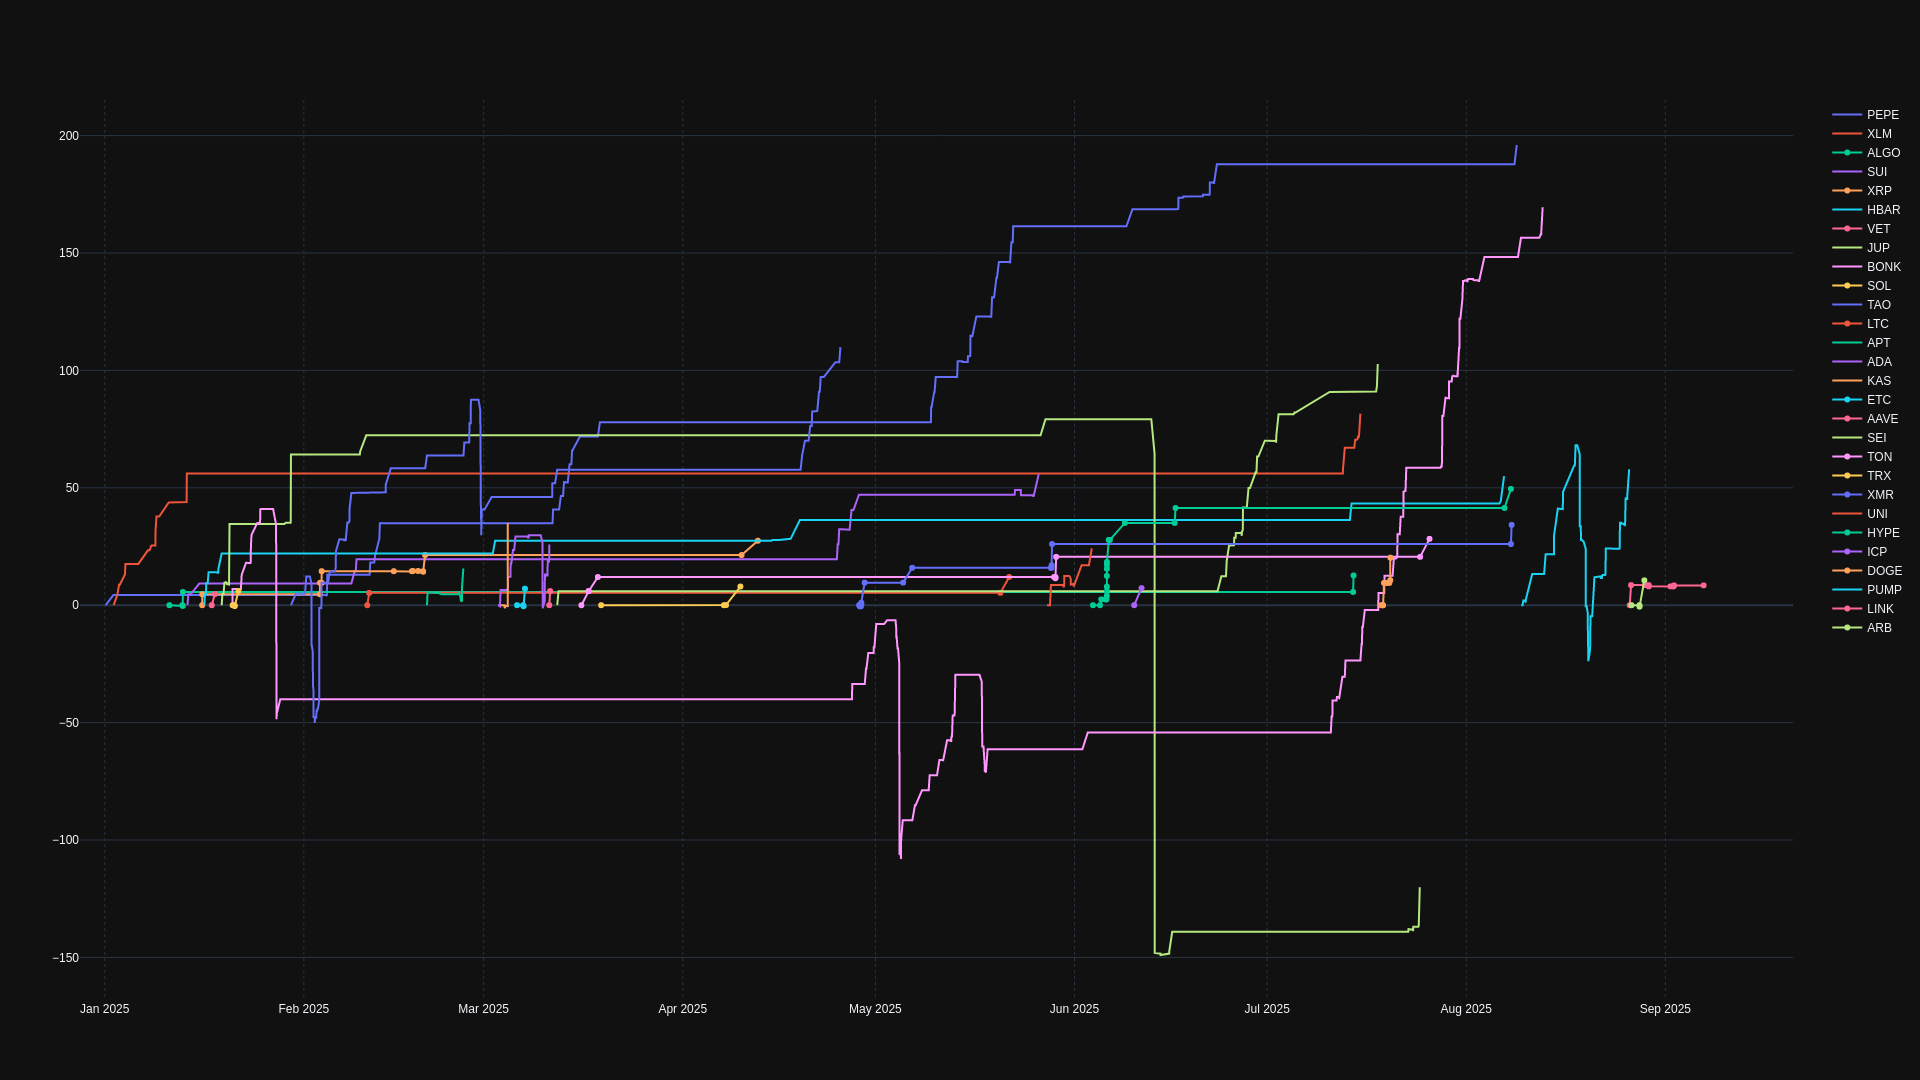 200
150
100
50
0
−50
−100
−150
Jan 2025
Feb 2025
Mar 2025
Apr 2025
May 2025
Jun 2025
Jul 2025
Aug 2025
Sep 2025
PEPE
XLM
ALGO
SUI
XRP
HBAR
VET
JUP
BONK
SOL
TAO
LTC
APT
ADA
KAS
ETC
AAVE
SEI
TON
TRX
XMR
UNI
HYPE
ICP
DOGE
PUMP
LINK
ARB